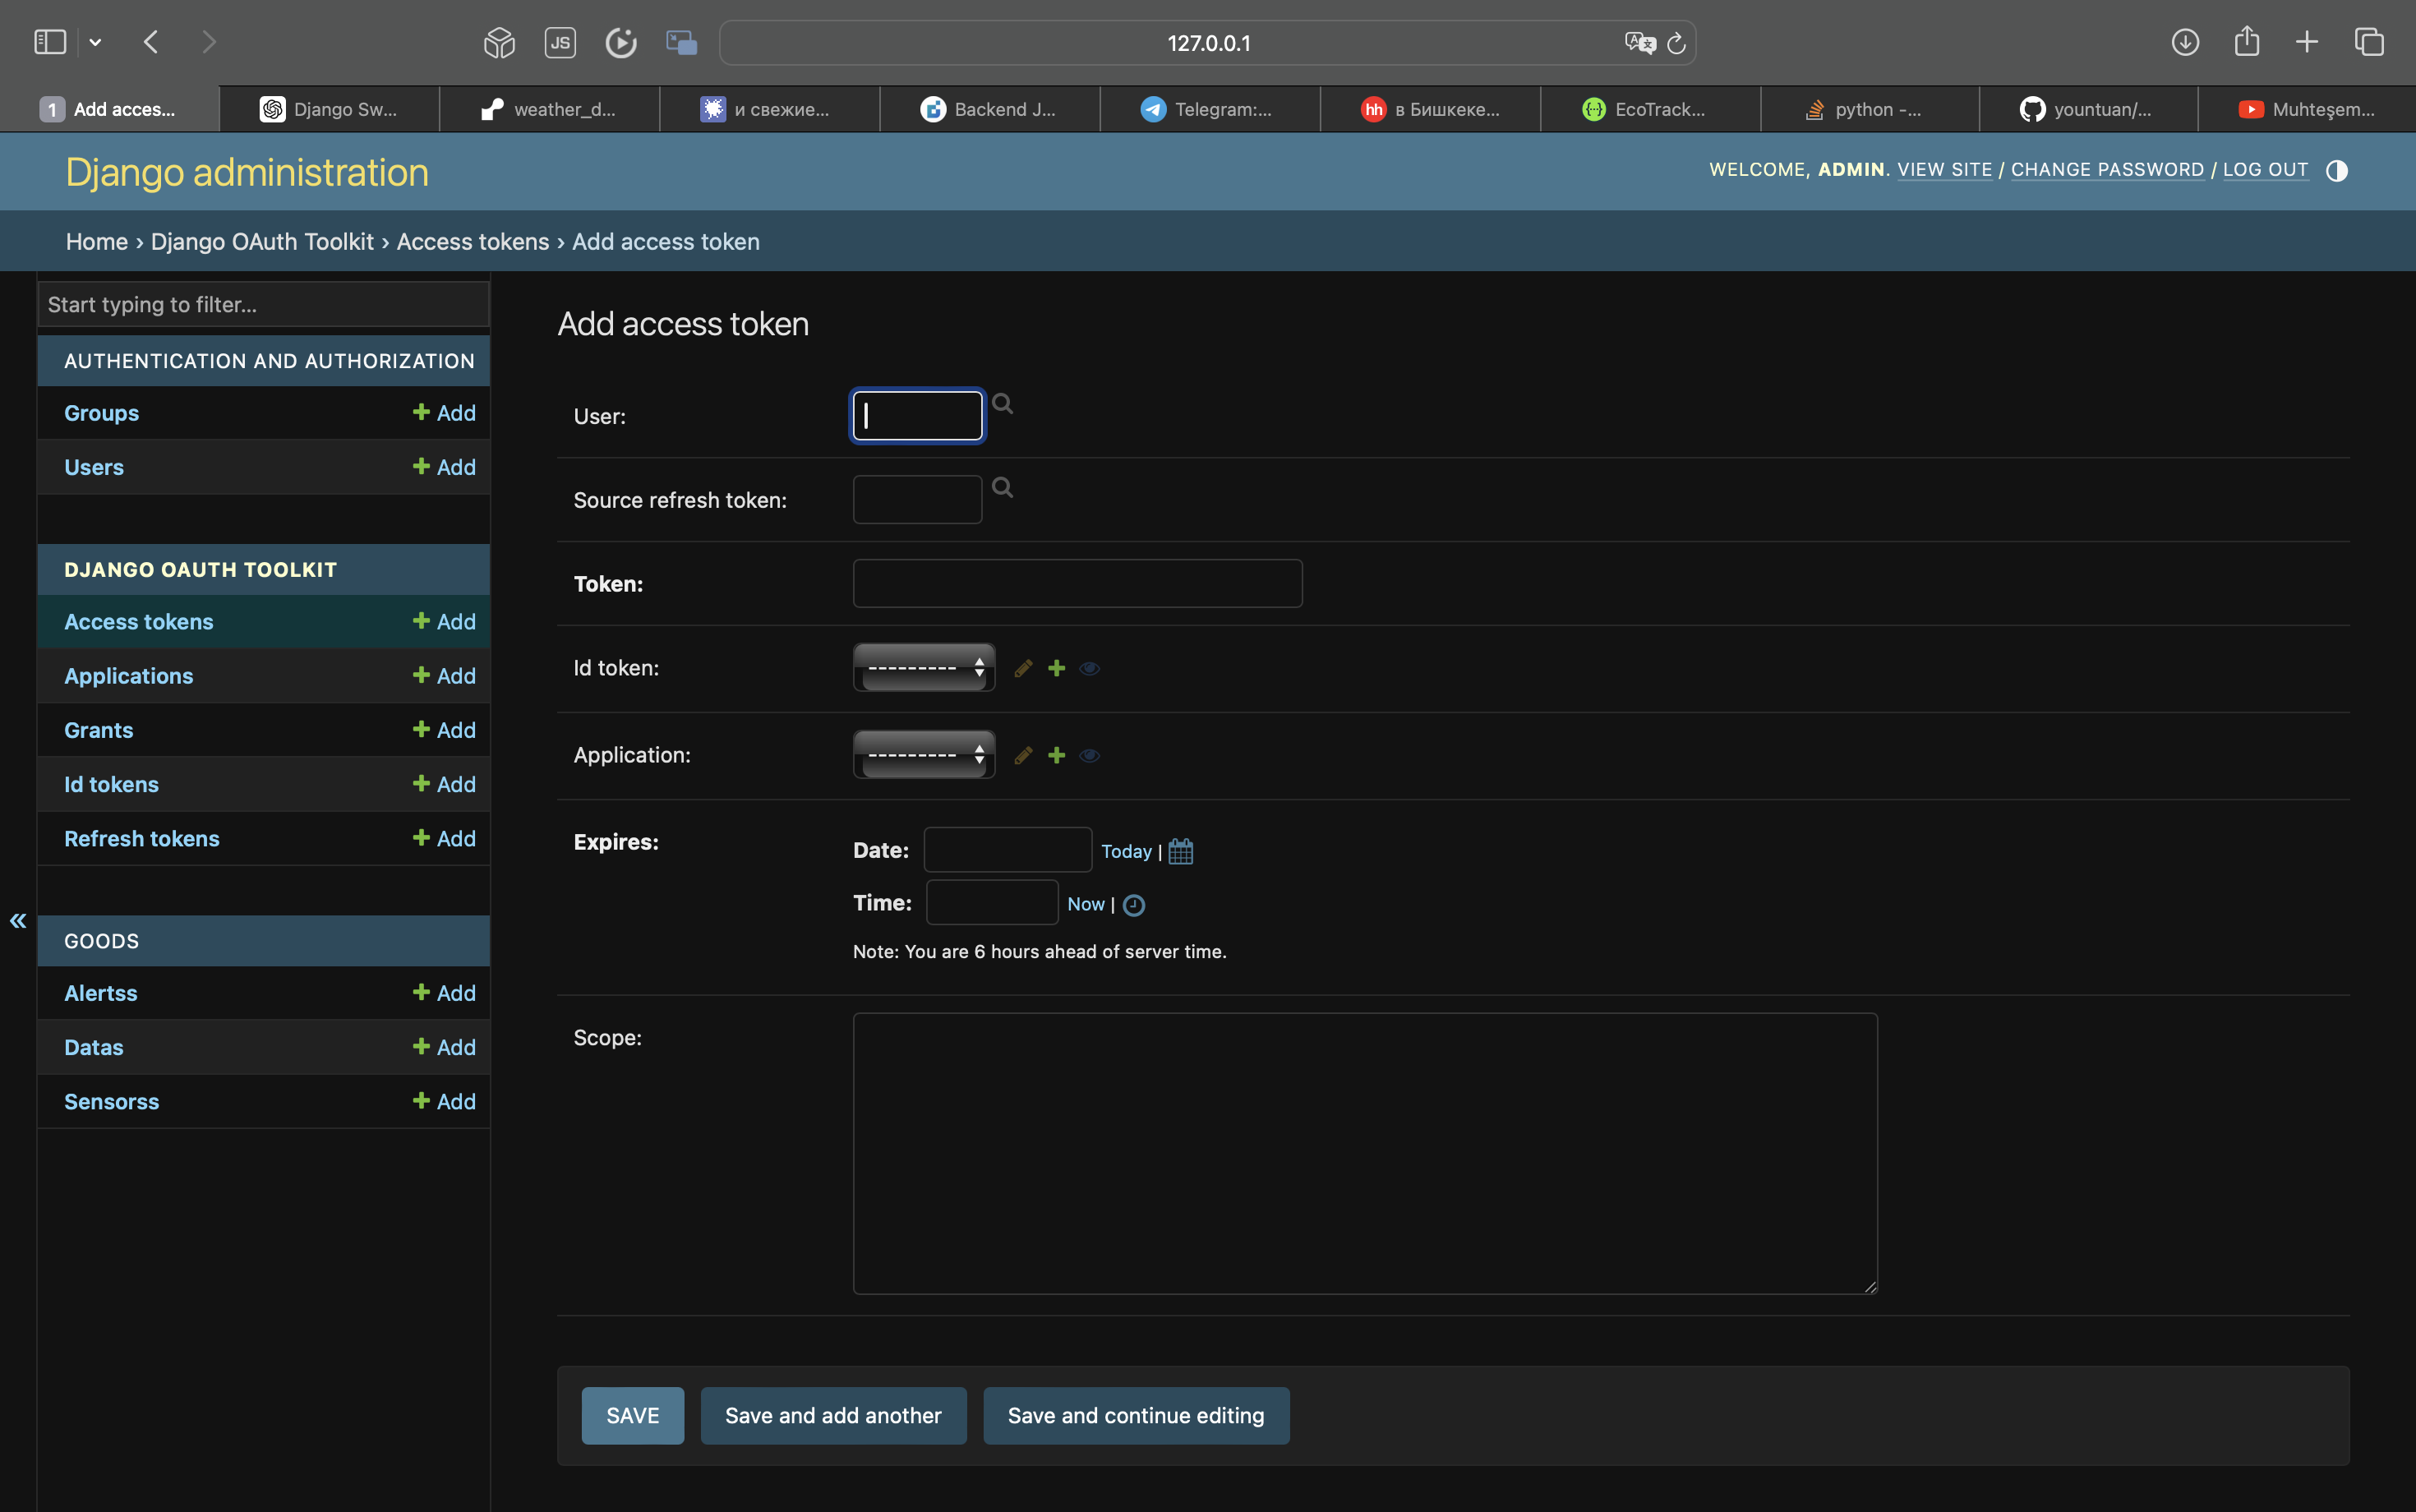 JS
127.0.0.1
1 Add acces...
Django Sw...
weather_d...
и свежие...
Backend J...
Telegram:...
hh в Бишкеке...
EcoTrack...
python -...
yountuan/...
Muhteşem...
Django administration
WELCOME, ADMIN. VIEW SITE / CHANGE PASSWORD / LOG OUT
Home › Django OAuth Toolkit › Access tokens › Add access token
Start typing to filter...
AUTHENTICATION AND AUTHORIZATION
Groups + Add
Users + Add
DJANGO OAUTH TOOLKIT
Access tokens + Add
Applications + Add
Grants + Add
Id tokens + Add
Refresh tokens + Add
«
GOODS
Alertss + Add
Datas + Add
Sensorss + Add
Add access token
User:
Source refresh token:
Token:
Id token: ---------
Application: ---------
Expires:
Date: Today |
Time: Now |
Note: You are 6 hours ahead of server time.
Scope:
SAVE
Save and add another
Save and continue editing